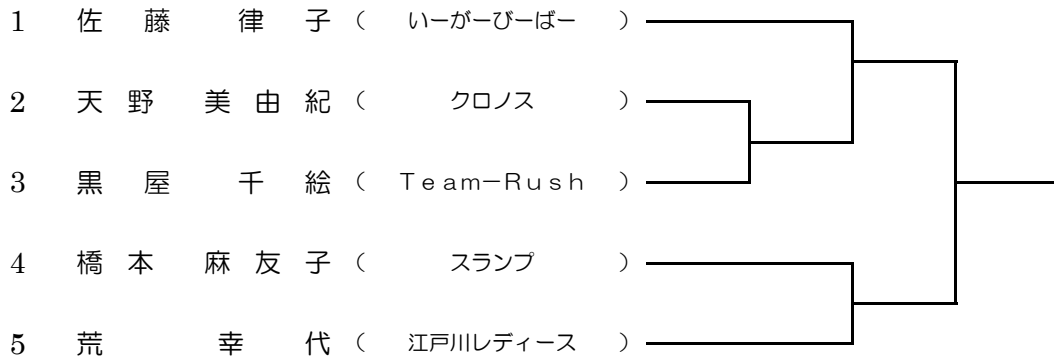 1 佐藤 律子 （ いーがーびーばー ）
2 天野 美由紀 （ クロノス ）
3 黒屋 千絵 （ Ｔｅａｍ－Ｒｕｓｈ ）
4 橋本 麻友子 （ スランプ ）
5 荒 幸代 （ 江戸川レディース ）